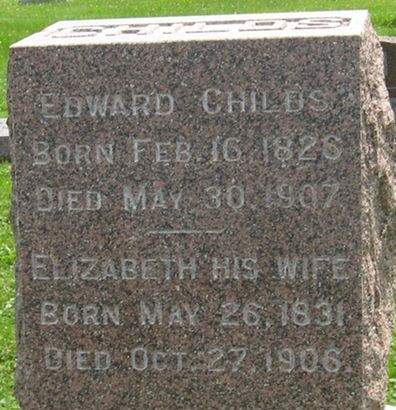 CHILDS
EDWARD CHILDS
BORN FEB. 16, 1826
DIED MAY 30, 1907
ELIZABETH HIS WIFE
BORN MAY 26, 1831
DIED OCT. 27, 1906.